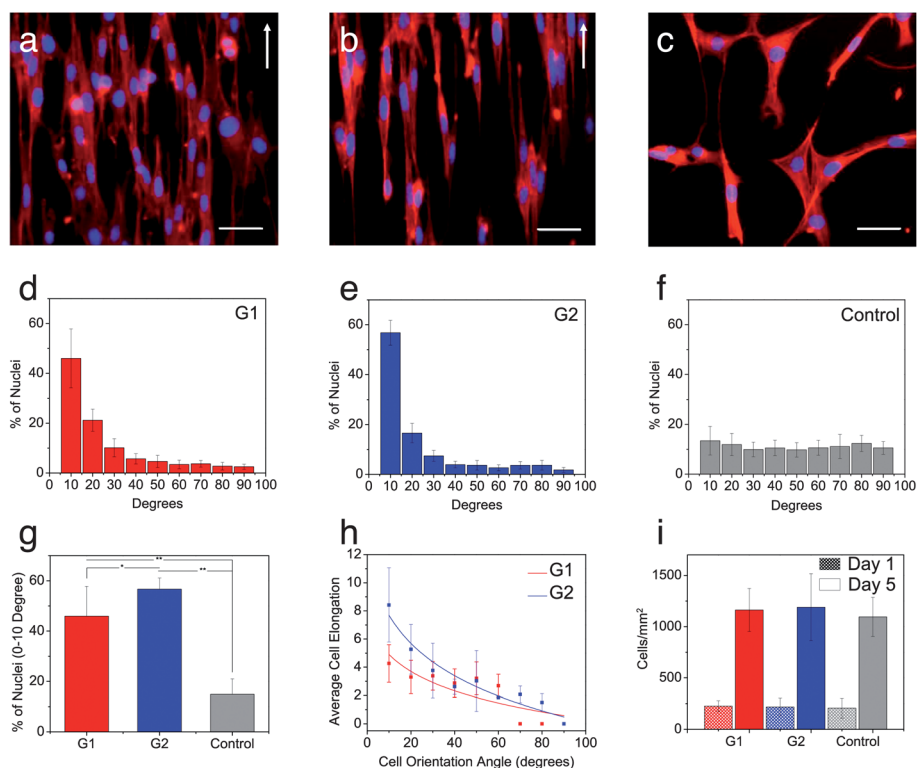 a
b
c
d
G1
% of Nuclei
60
40
20
0
10 20 30 40 50 60 70 80 90 100
Degrees
e
G2
% of Nuclei
60
40
20
0
0 10 20 30 40 50 60 70 80 90 100
Degrees
f
Control
% of Nuclei
60
40
20
0
0 10 20 30 40 50 60 70 80 90 100
Degrees
g
% of Nuclei (0-10 Degree)
60
40
20
0
** 
* **
G1 G2 Control
h
Average Cell Elongation
12
10
8
6
4
2
0
G1
G2
0 20 40 60 80 100
Cell Orientation Angle (degrees)
i
Cells/mm²
1500
1000
500
0
Day 1
Day 5
G1 G2 Control